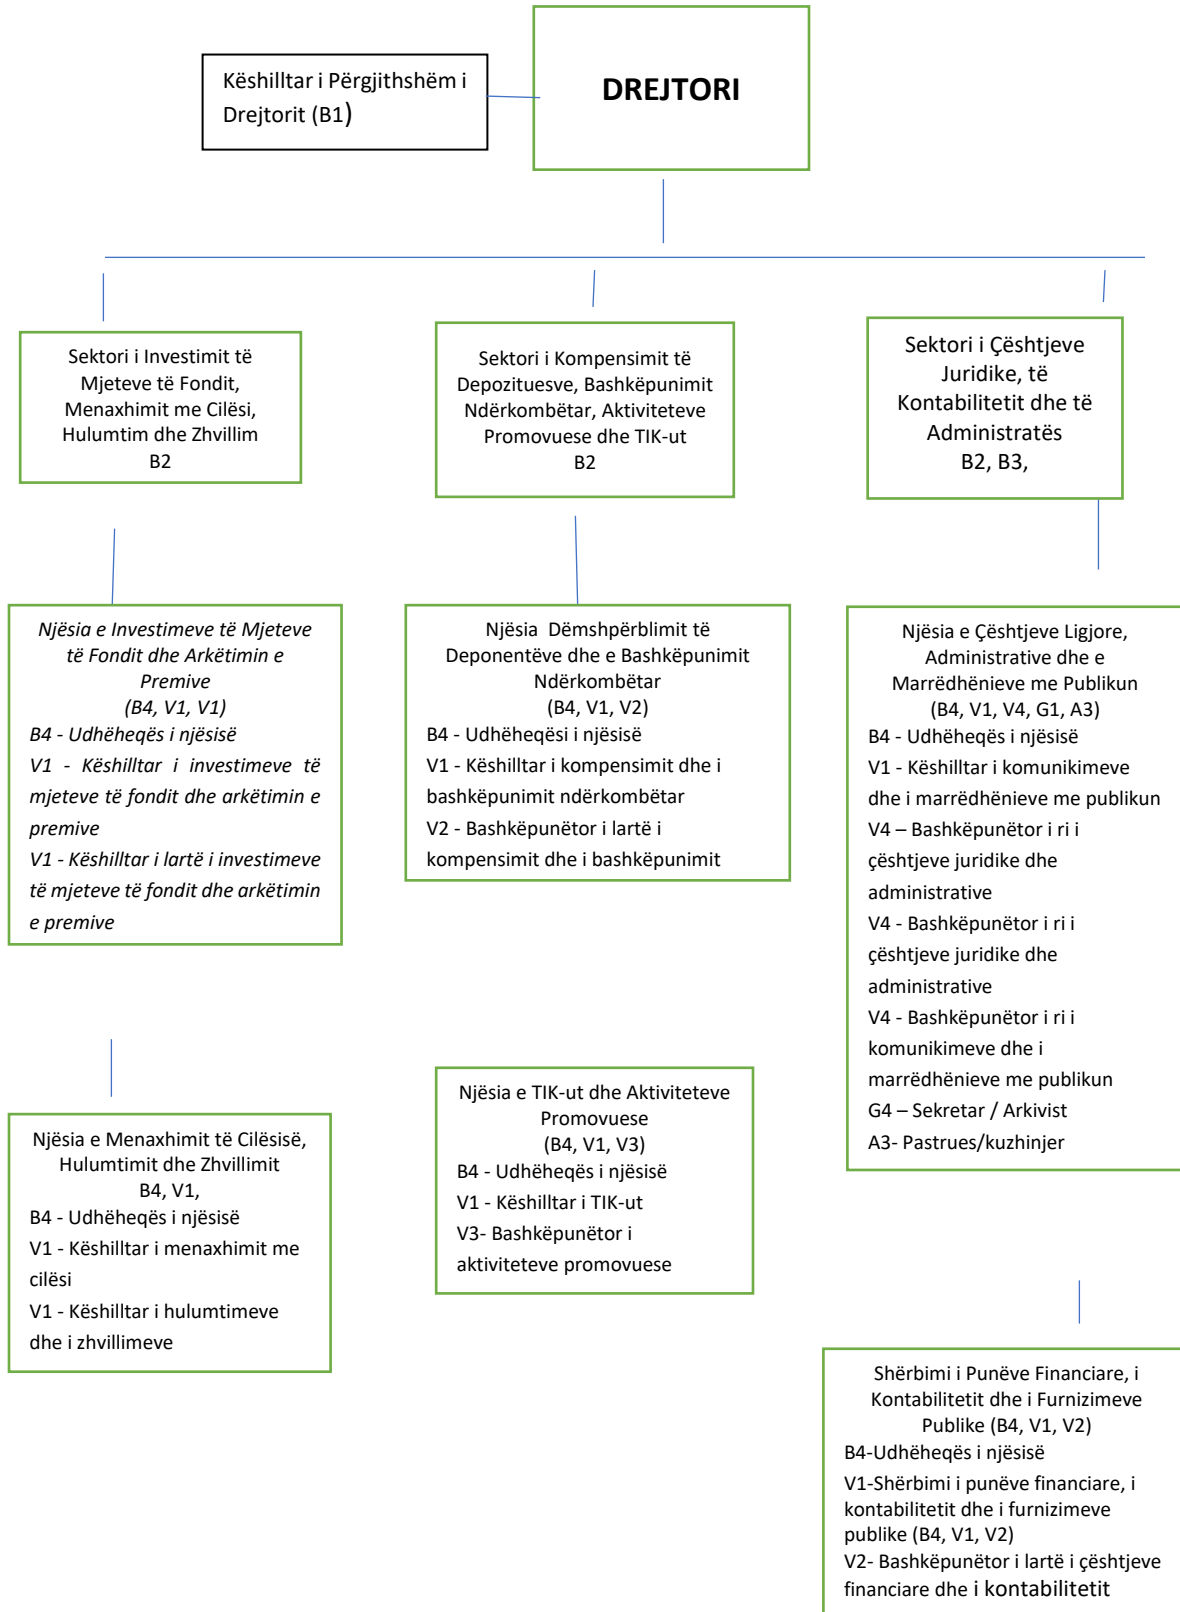 Këshilltar i Përgjithshëm i
Drejtorit (B1)
DREJTORI
Sektori i Investimit të
Mjeteve të Fondit,
Menaxhimit me Cilësi,
Hulumtim dhe Zhvillim
B2
Sektori i Kompensimit të
Depozituesve, Bashkëpunimit
Ndërkombëtar, Aktiviteteve
Promovuese dhe TIK-ut
B2
Sektori i Çështjeve
Juridike, të
Kontabilitetit dhe të
Administratës
B2, B3,
Njësia e Investimeve të Mjeteve
të Fondit dhe Arkëtimin e
Premive
(B4, V1, V1)
B4 - Udhëheqës i njësisë
V1 - Këshilltar i investimeve të
mjeteve të fondit dhe arkëtimin e
premive
V1 - Këshilltar i lartë i investimeve
të mjeteve të fondit dhe arkëtimin
e premive
Njësia  Dëmshpërblimit të
Deponentëve dhe e Bashkëpunimit
Ndërkombëtar
(B4, V1, V2)
B4 - Udhëheqësi i njësisë
V1 - Këshilltar i kompensimit dhe i
bashkëpunimit ndërkombëtar
V2 - Bashkëpunëtor i lartë i
kompensimit dhe i bashkëpunimit
Njësia e Çështjeve Ligjore,
Administrative dhe e
Marrëdhënieve me Publikun
(B4, V1, V4, G1, A3)
B4 - Udhëheqës i njësisë
V1 - Këshilltar i komunikimeve
dhe i marrëdhënieve me publikun
V4 – Bashkëpunëtor i ri i
çështjeve juridike dhe
administrative
V4 - Bashkëpunëtor i ri i
çështjeve juridike dhe
administrative
V4 - Bashkëpunëtor i ri i
komunikimeve dhe i
marrëdhënieve me publikun
G4 – Sekretar / Arkivist
A3- Pastrues/kuzhinjer
Njësia e Menaxhimit të Cilësisë,
Hulumtimit dhe Zhvillimit
B4, V1,
B4 - Udhëheqës i njësisë
V1 - Këshilltar i menaxhimit me
cilësi
V1 - Këshilltar i hulumtimeve
dhe i zhvillimeve
Njësia e TIK-ut dhe Aktiviteteve
Promovuese
(B4, V1, V3)
B4 - Udhëheqës i njësisë
V1 - Këshilltar i TIK-ut
V3- Bashkëpunëtor i
aktiviteteve promovuese
Shërbimi i Punëve Financiare, i
Kontabilitetit dhe i Furnizimeve
Publike (B4, V1, V2)
B4-Udhëheqës i njësisë
V1-Shërbimi i punëve financiare, i
kontabilitetit dhe i furnizimeve
publike (B4, V1, V2)
V2- Bashkëpunëtor i lartë i çështjeve
financiare dhe i kontabilitetit